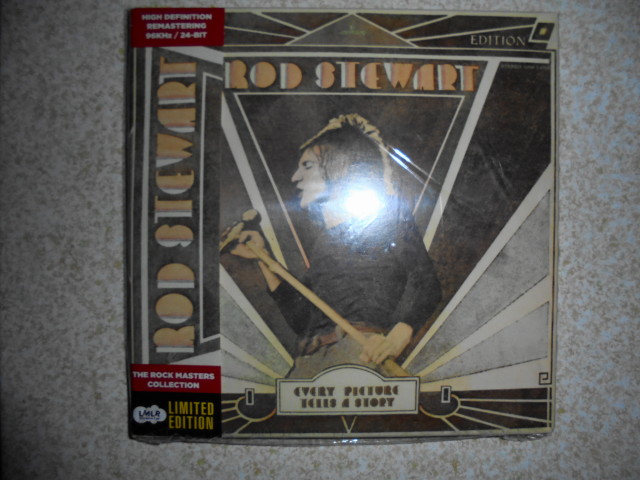 HIGH DEFINITION
REMASTERING
96KHz / 24-BIT
EDITION
ROD STEWART
ROD STEWART
EVERY PICTURE
TELLS A STORY
THE ROCK MASTERS
COLLECTION
LMLR
LIMITED
EDITION